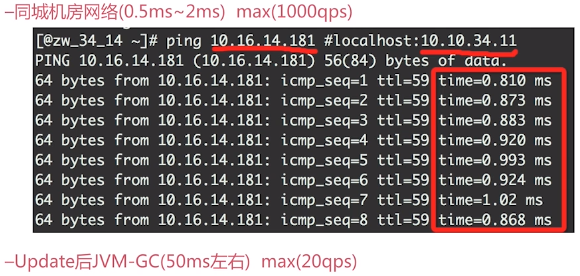 –同城机房网络(0.5ms~2ms)  max(1000qps)
[@zw_34_14 ~]# ping 10.16.14.181 #localhost:10.10.34.11
PING 10.16.14.181 (10.16.14.181) 56(84) bytes of data.
64 bytes from 10.16.14.181: icmp_seq=1 ttl=59 time=0.810 ms
64 bytes from 10.16.14.181: icmp_seq=2 ttl=59 time=0.873 ms
64 bytes from 10.16.14.181: icmp_seq=3 ttl=59 time=0.883 ms
64 bytes from 10.16.14.181: icmp_seq=4 ttl=59 time=0.920 ms
64 bytes from 10.16.14.181: icmp_seq=5 ttl=59 time=0.993 ms
64 bytes from 10.16.14.181: icmp_seq=6 ttl=59 time=0.924 ms
64 bytes from 10.16.14.181: icmp_seq=7 ttl=59 time=1.02 ms
64 bytes from 10.16.14.181: icmp_seq=8 ttl=59 time=0.868 ms
–Update后JVM-GC(50ms左右)  max(20qps)